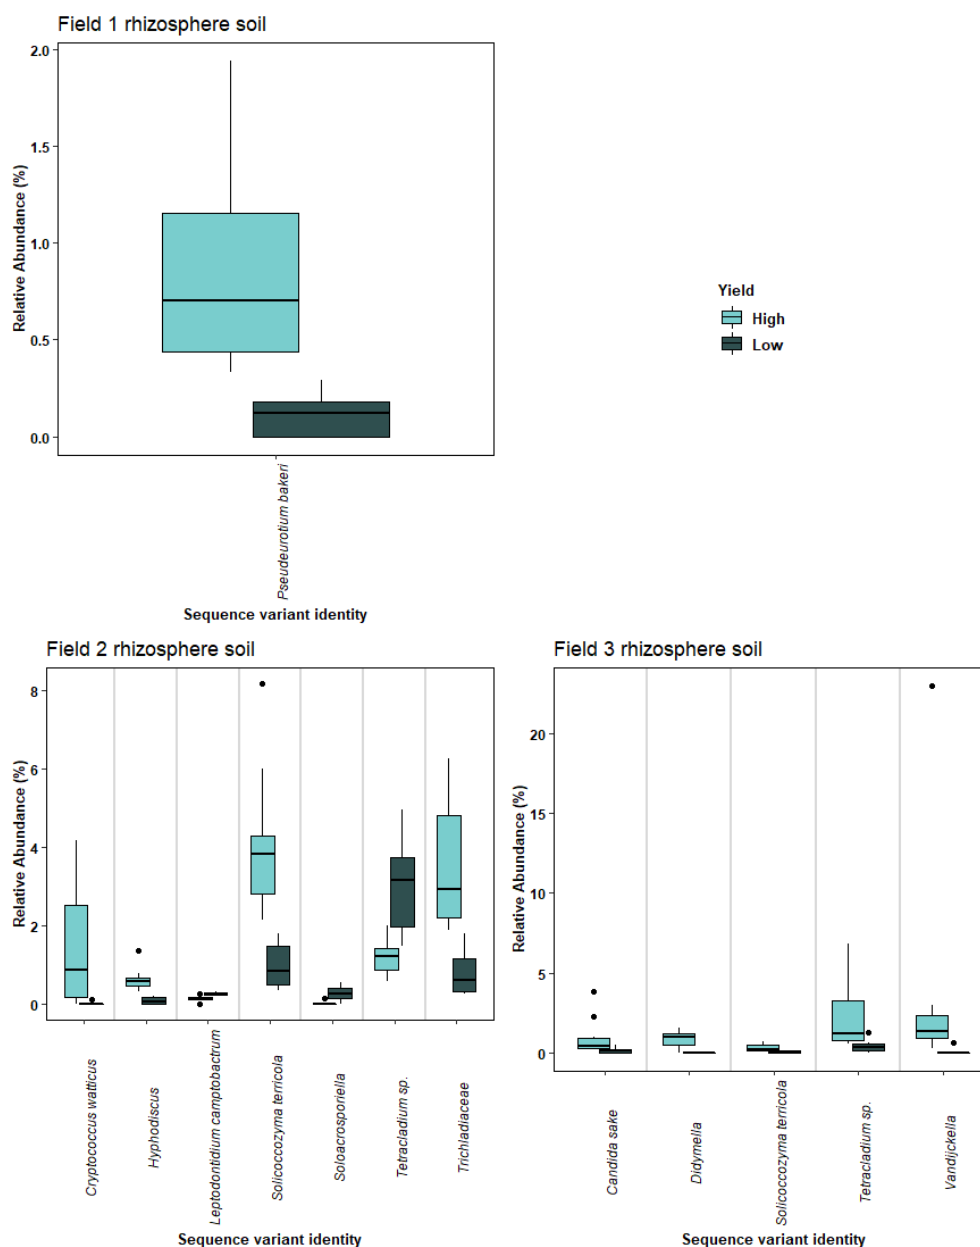 Field 1 rhizosphere soil
2.0
1.5
1.0
0.5
0.0
Relative Abundance (%)
Pseudeurotium bakeri
Sequence variant identity
Yield
High
Low
Field 2 rhizosphere soil
8
6
4
2
0
Relative Abundance (%)
Cryptococcus watticus
Hyphodiscus
Leptodontidium camptobactrum
Solicoccozyma terricola
Soloacrosporiella
Tetracladium sp.
Trichladiaceae
Sequence variant identity
Field 3 rhizosphere soil
20
15
10
5
0
Relative Abundance (%)
Candida sake
Didymella
Solicoccozyma terricola
Tetracladium sp.
Vandijckella
Sequence variant identity